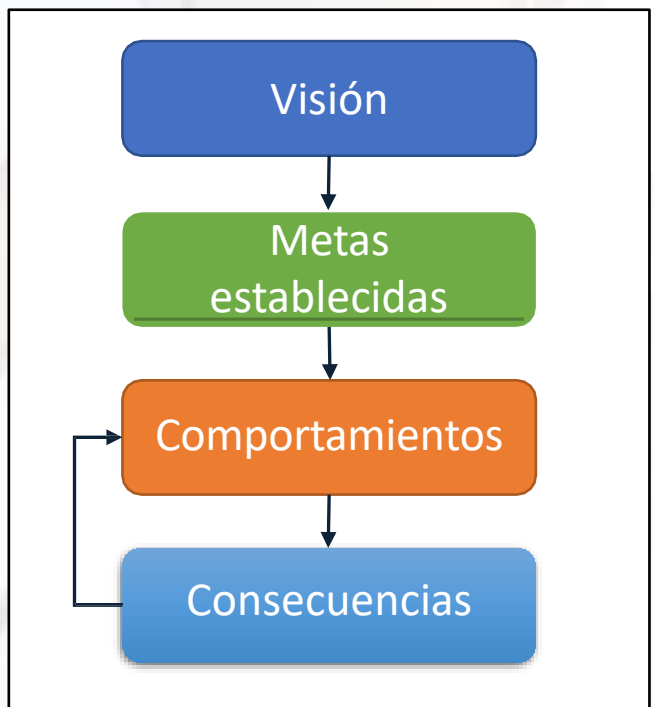 Visión
Metas
establecidas
Comportamientos
Consecuencias